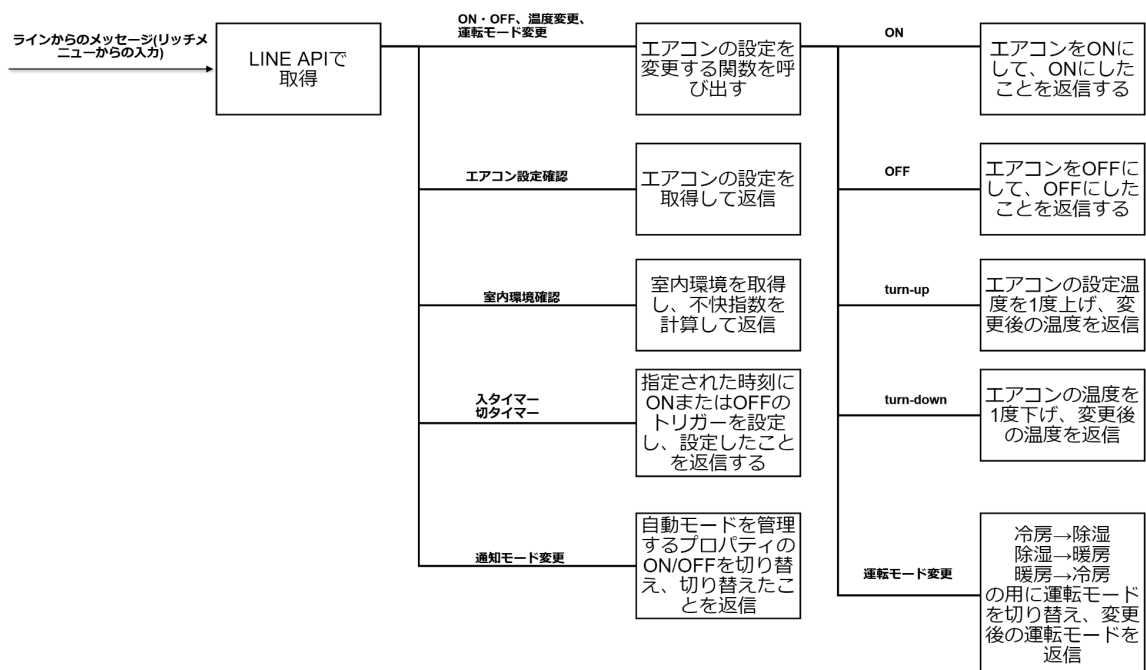 ラインからのメッセージ(リッチメ
ニューからの入力)
LINE APIで
取得
ON・OFF、温度変更、
運転モード変更
エアコンの設定を
変更する関数を呼
び出す
ON
エアコンをONに
して、ONにした
ことを返信する
エアコン設定確認
エアコンの設定を
取得して返信
OFF
エアコンをOFFに
して、OFFにした
ことを返信する
室内環境確認
室内環境を取得
し、不快指数を
計算して返信
turn-up
エアコンの設定温
度を1度上げ、変
更後の温度を返信
入タイマー
切タイマー
指定された時刻に
ONまたはOFFの
トリガーを設定
し、設定したこと
を返信する
turn-down
エアコンの温度を
1度下げ、変更後
の温度を返信
通知モード変更
自動モードを管理
するプロパティの
ON/OFFを切り替
え、切り替えたこ
とを返信
運転モード変更
冷房→除湿
除湿→暖房
暖房→冷房
の用に運転モード
を切り替え、変更
後の運転モードを
返信